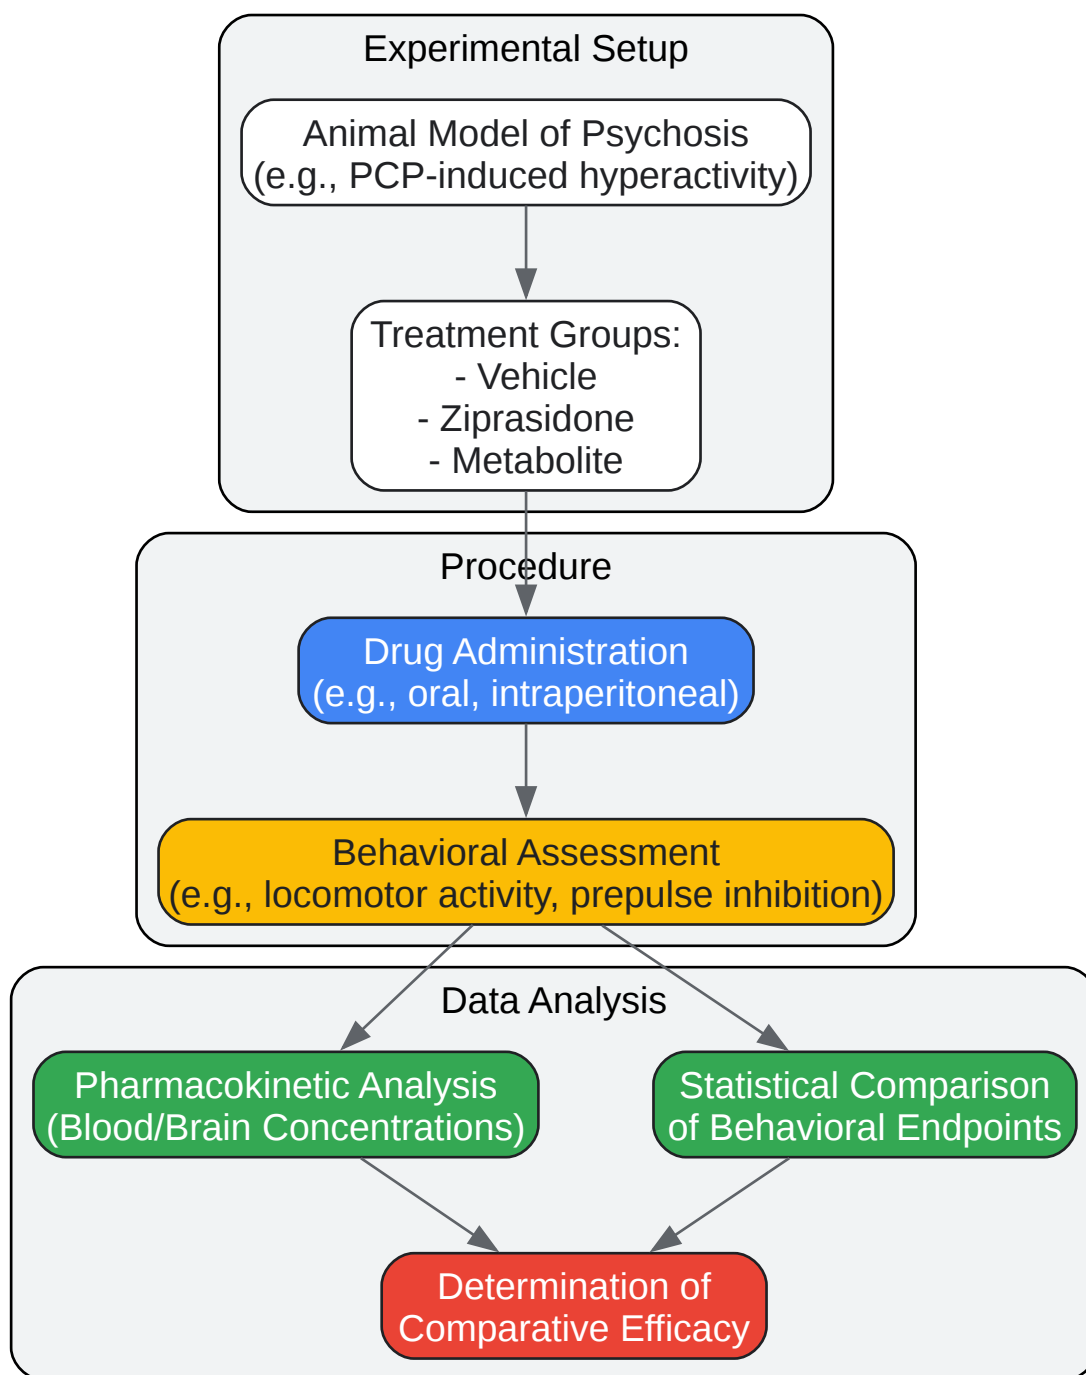 Experimental Setup
Animal Model of Psychosis
(e.g., PCP-induced hyperactivity)
Treatment Groups:
- Vehicle
- Ziprasidone
- Metabolite
Procedure
Drug Administration
(e.g., oral, intraperitoneal)
Behavioral Assessment
(e.g., locomotor activity, prepulse inhibition)
Data Analysis
Pharmacokinetic Analysis
(Blood/Brain Concentrations)
Statistical Comparison
of Behavioral Endpoints
Determination of
Comparative Efficacy